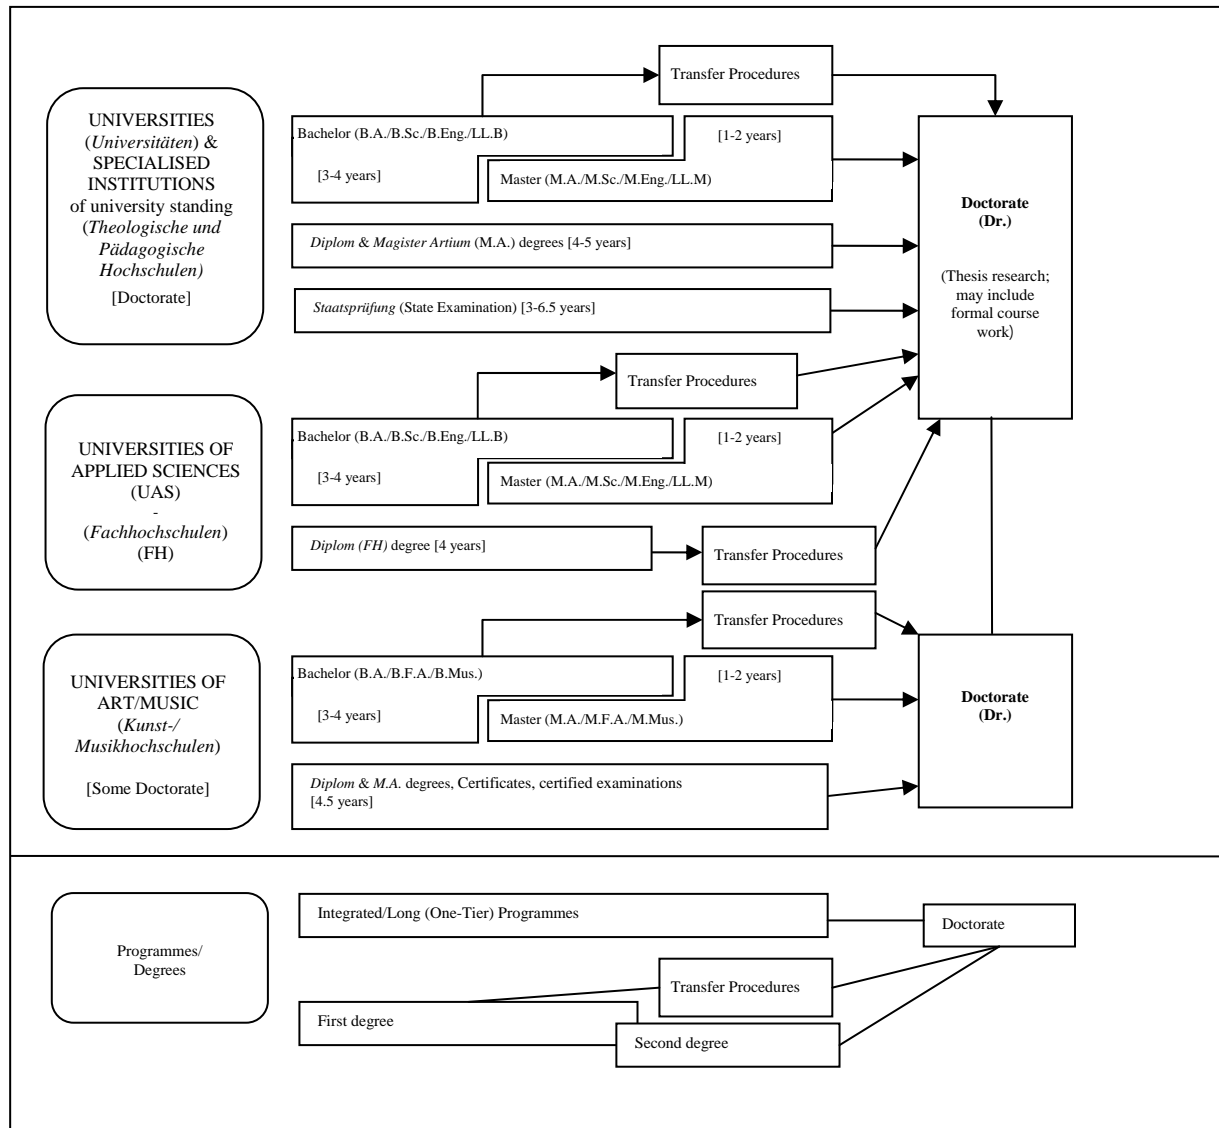 Transfer Procedures
UNIVERSITIES
(Universitäten) &
SPECIALISED
INSTITUTIONS
of university standing
(Theologische und
Pädagogische
Hochschulen)
[Doctorate]
Bachelor (B.A./B.Sc./B.Eng./LL.B)
[3-4 years]
[1-2 years]
Master (M.A./M.Sc./M.Eng./LL.M)
Diplom & Magister Artium (M.A.) degrees [4-5 years]
Staatsprüfung (State Examination) [3-6.5 years]
Doctorate
(Dr.)
(Thesis research;
may include
formal course
work)
Transfer Procedures
UNIVERSITIES OF
APPLIED SCIENCES
(UAS)
-
(Fachhochschulen)
(FH)
Bachelor (B.A./B.Sc./B.Eng./LL.B)
[3-4 years]
[1-2 years]
Master (M.A./M.Sc./M.Eng./LL.M)
Diplom (FH) degree [4 years]
Transfer Procedures
Transfer Procedures
UNIVERSITIES OF
ART/MUSIC
(Kunst-/
Musikhochschulen)
[Some Doctorate]
Bachelor (B.A./B.F.A./B.Mus.)
[3-4 years]
[1-2 years]
Master (M.A./M.F.A./M.Mus.)
Diplom & M.A. degrees, Certificates, certified examinations
[4.5 years]
Doctorate
(Dr.)
Programmes/
Degrees
Integrated/Long (One-Tier) Programmes
Doctorate
Transfer Procedures
First degree
Second degree